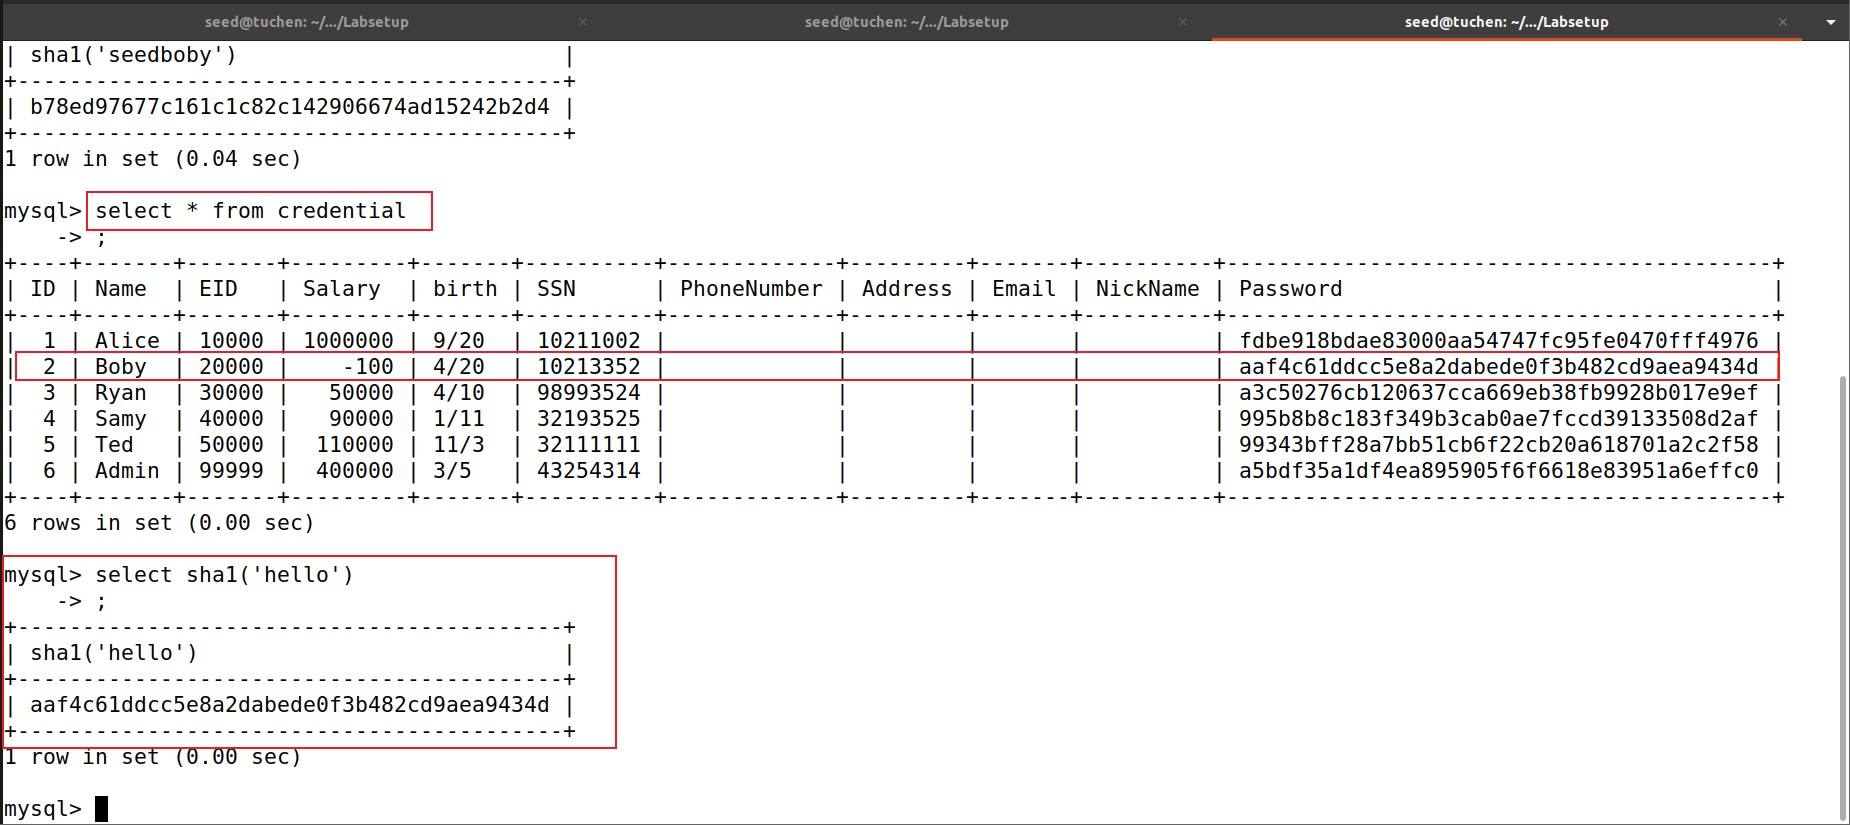 seed@tuchen: ~/.../Labsetup × seed@tuchen: ~/.../Labsetup × seed@tuchen: ~/.../Labsetup ×
| sha1('seedboby')                         |
+------------------------------------------+
| b78ed97677c161c1c82c142906674ad15242b2d4 |
+------------------------------------------+
1 row in set (0.04 sec)
mysql> select * from credential
    -> ;
+----+-------+-------+---------+-------+----------+-------------+---------+-------+----------+------------------------------------------+
| ID | Name  | EID   | Salary  | birth | SSN      | PhoneNumber | Address | Email | NickName | Password                                 |
+----+-------+-------+---------+-------+----------+-------------+---------+-------+----------+------------------------------------------+
|  1 | Alice | 10000 | 1000000 | 9/20  | 10211002 |             |         |       |          | fdbe918bdae83000aa54747fc95fe0470fff4976 |
|  2 | Boby  | 20000 |    -100 | 4/20  | 10213352 |             |         |       |          | aaf4c61ddcc5e8a2dabede0f3b482cd9aea9434d |
|  3 | Ryan  | 30000 |   50000 | 4/10  | 98993524 |             |         |       |          | a3c50276cb120637cca669eb38fb9928b017e9ef |
|  4 | Samy  | 40000 |   90000 | 1/11  | 32193525 |             |         |       |          | 995b8b8c183f349b3cab0ae7fccd39133508d2af |
|  5 | Ted   | 50000 |  110000 | 11/3  | 32111111 |             |         |       |          | 99343bff28a7bb51cb6f22cb20a618701a2c2f58 |
|  6 | Admin | 99999 |  400000 | 3/5   | 43254314 |             |         |       |          | a5bdf35a1df4ea895905f6f6618e83951a6effc0 |
+----+-------+-------+---------+-------+----------+-------------+---------+-------+----------+------------------------------------------+
6 rows in set (0.00 sec)
mysql> select sha1('hello')
    -> ;
+------------------------------------------+
| sha1('hello')                            |
+------------------------------------------+
| aaf4c61ddcc5e8a2dabede0f3b482cd9aea9434d |
+------------------------------------------+
1 row in set (0.00 sec)
mysql>